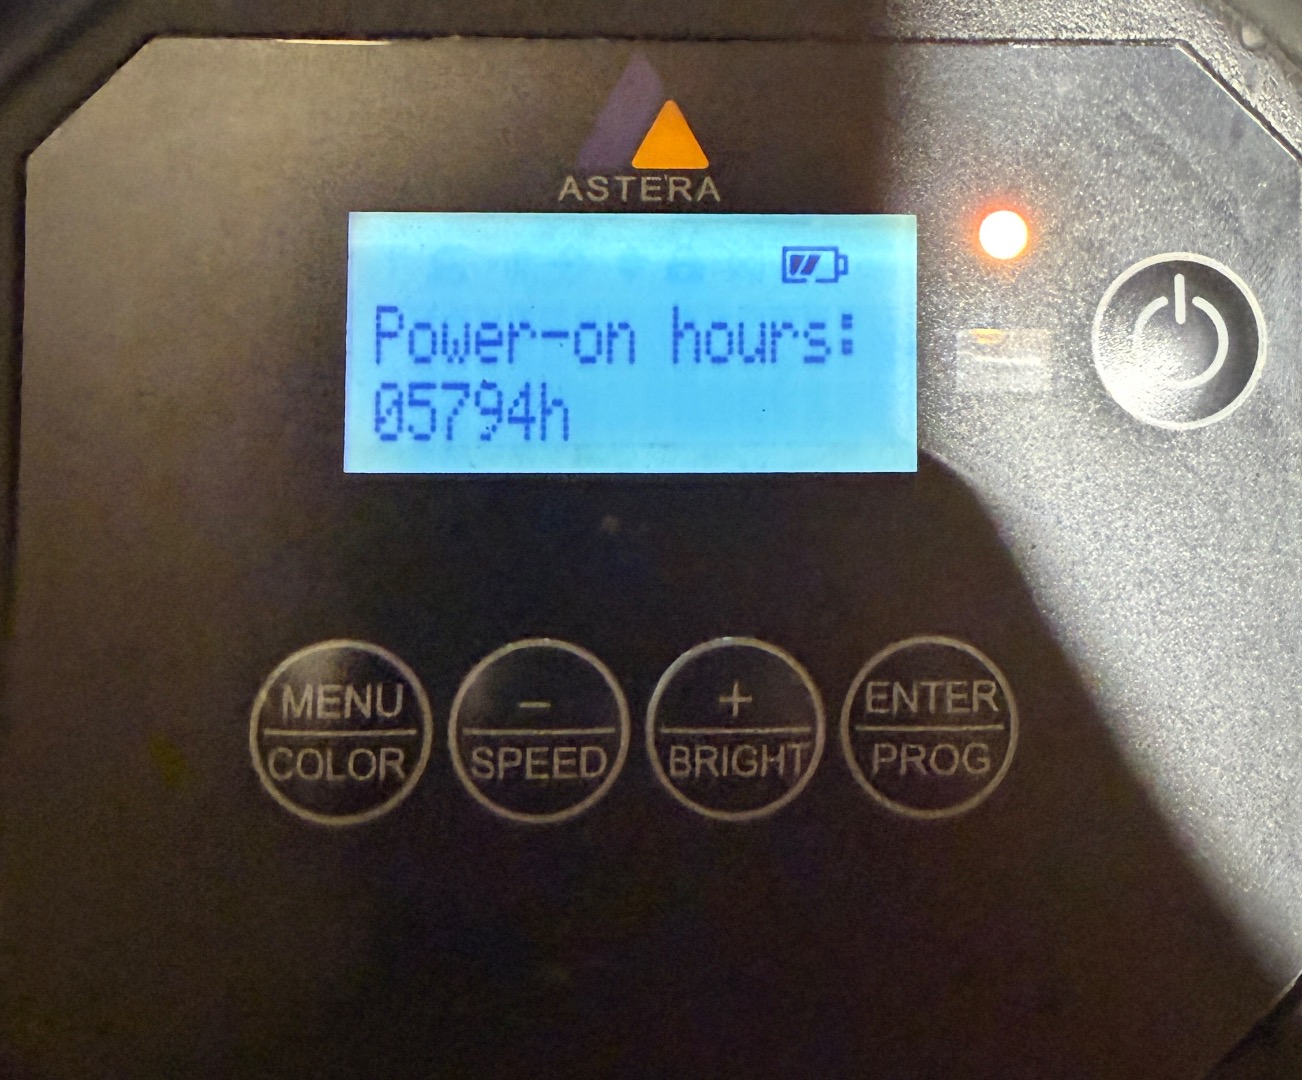 ASTERA
Power-on hours:
05794h
MENU
COLOR
−
SPEED
+
BRIGHT
ENTER
PROG